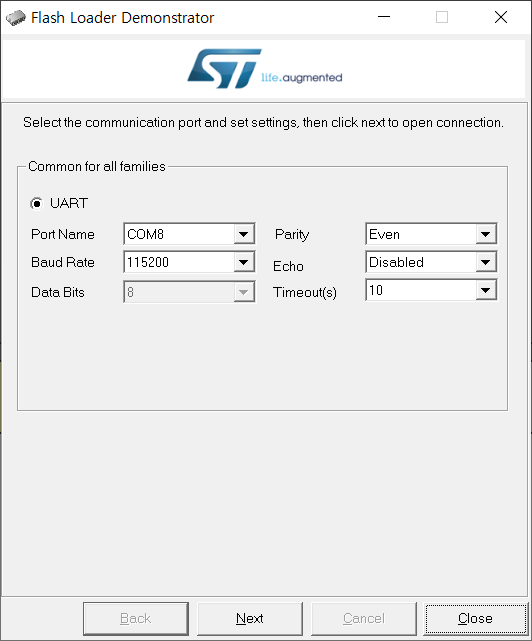 Flash Loader Demonstrator
ST life.augmented
Select the communication port and set settings, then click next to open connection.
Common for all families
UART
Port Name COM8 Parity Even
Baud Rate 115200 Echo Disabled
Data Bits 8 Timeout(s) 10
Back Next Cancel Close